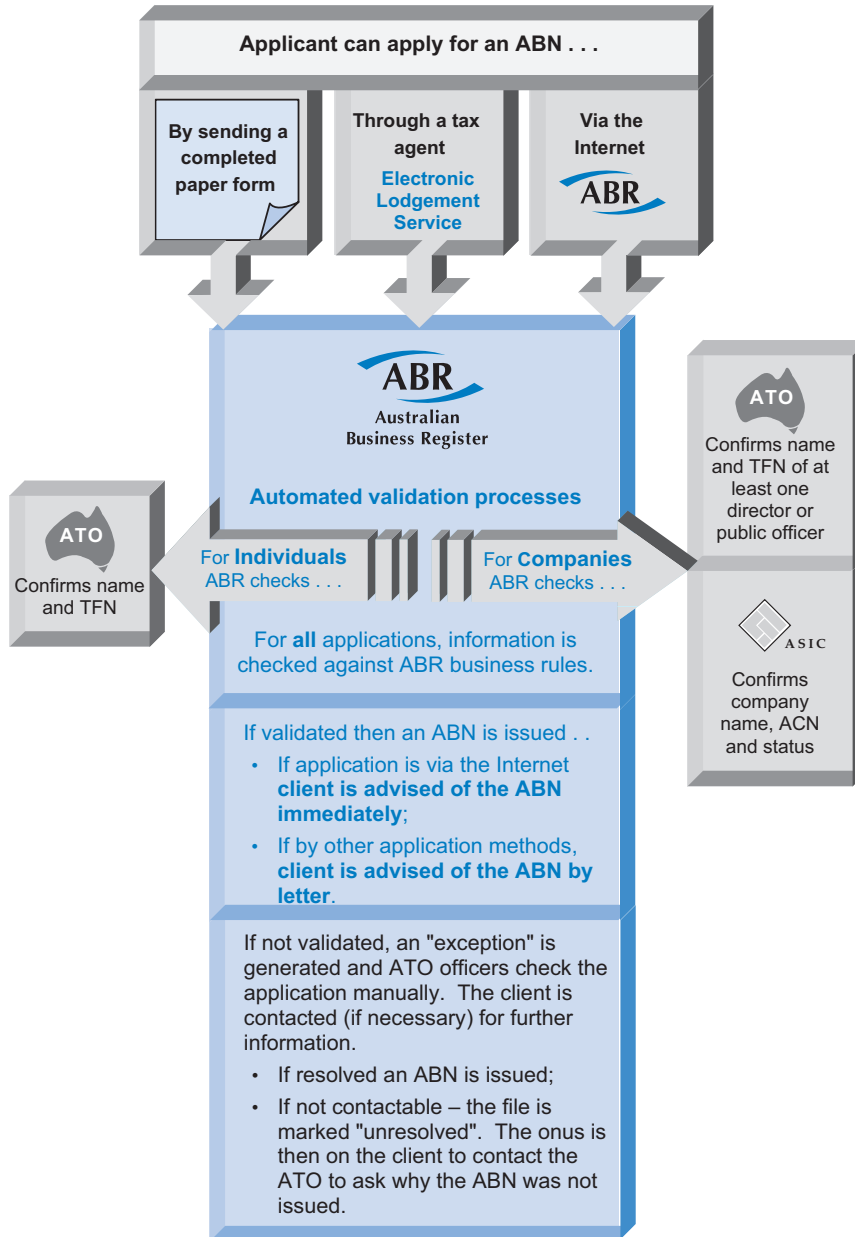 Applicant can apply for an ABN . . .
By sending a
completed
paper form
Through a tax
agent
Electronic
Lodgement
Service
Via the
Internet
ABR
ABR
Australian
Business Register
Automated validation processes
ATO
Confirms name
and TFN
For Individuals
ABR checks . . .
For Companies
ABR checks . . .
ATO
Confirms name
and TFN of at
least one
director or
public officer
ASIC
Confirms
company
name, ACN
and status
For all applications, information is
checked against ABR business rules.
If validated then an ABN is issued . .
• If application is via the Internet
client is advised of the ABN
immediately;
• If by other application methods,
client is advised of the ABN by
letter.
If not validated, an "exception" is
generated and ATO officers check the
application manually. The client is
contacted (if necessary) for further
information.
• If resolved an ABN is issued;
• If not contactable – the file is
marked "unresolved". The onus is
then on the client to contact the
ATO to ask why the ABN was not
issued.